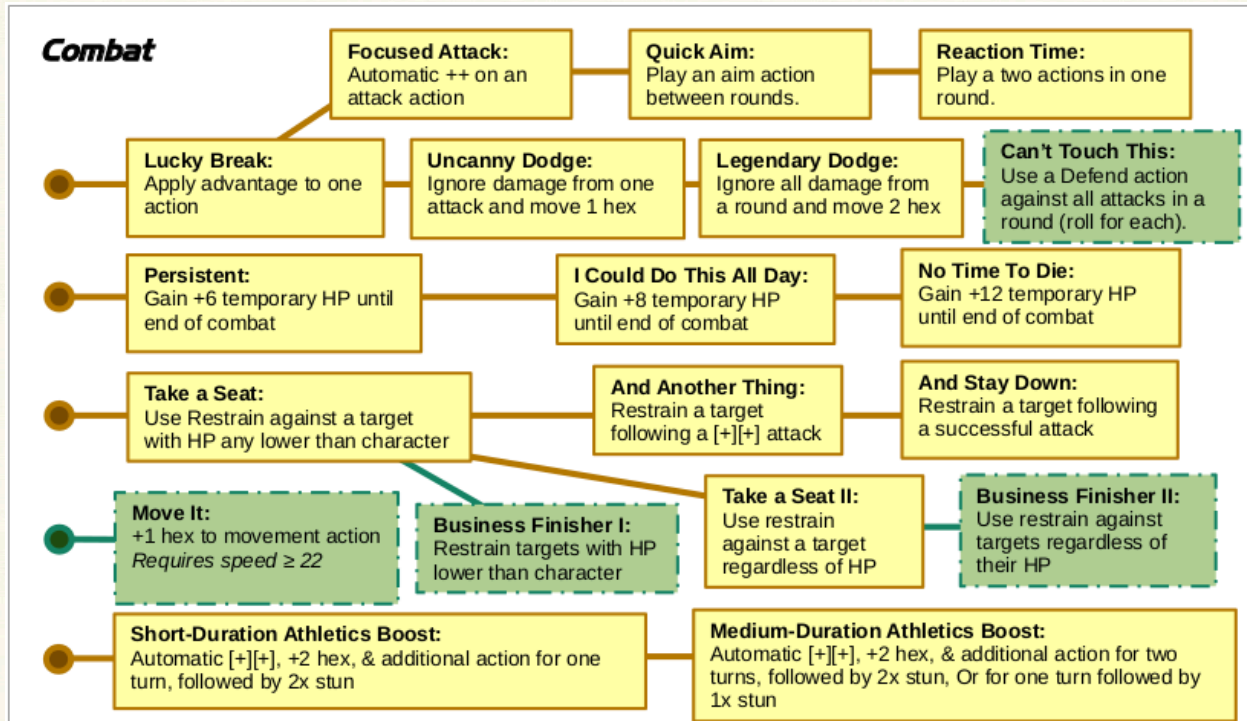 Combat
Focused Attack:
Automatic ++ on an
attack action
Quick Aim:
Play an aim action
between rounds.
Reaction Time:
Play a two actions in one
round.
Lucky Break:
Apply advantage to one
action
Uncanny Dodge:
Ignore damage from one
attack and move 1 hex
Legendary Dodge:
Ignore all damage from
a round and move 2 hex
Can't Touch This:
Use a Defend action
against all attacks in a
round (roll for each).
Persistent:
Gain +6 temporary HP until
end of combat
I Could Do This All Day:
Gain +8 temporary HP
until end of combat
No Time To Die:
Gain +12 temporary HP
until end of combat
Take a Seat:
Use Restrain against a target
with HP any lower than character
And Another Thing:
Restrain a target
following a [+][+] attack
And Stay Down:
Restrain a target following
a successful attack
Move It:
+1 hex to movement action
Requires speed ≥ 22
Business Finisher I:
Restrain targets with HP
lower than character
Take a Seat II:
Use restrain
against a target
regardless of HP
Business Finisher II:
Use restrain against
targets regardless of
their HP
Short-Duration Athletics Boost:
Automatic [+][+], +2 hex, & additional action for one
turn, followed by 2x stun
Medium-Duration Athletics Boost:
Automatic [+][+], +2 hex, & additional action for two
turns, followed by 2x stun, Or for one turn followed by
1x stun